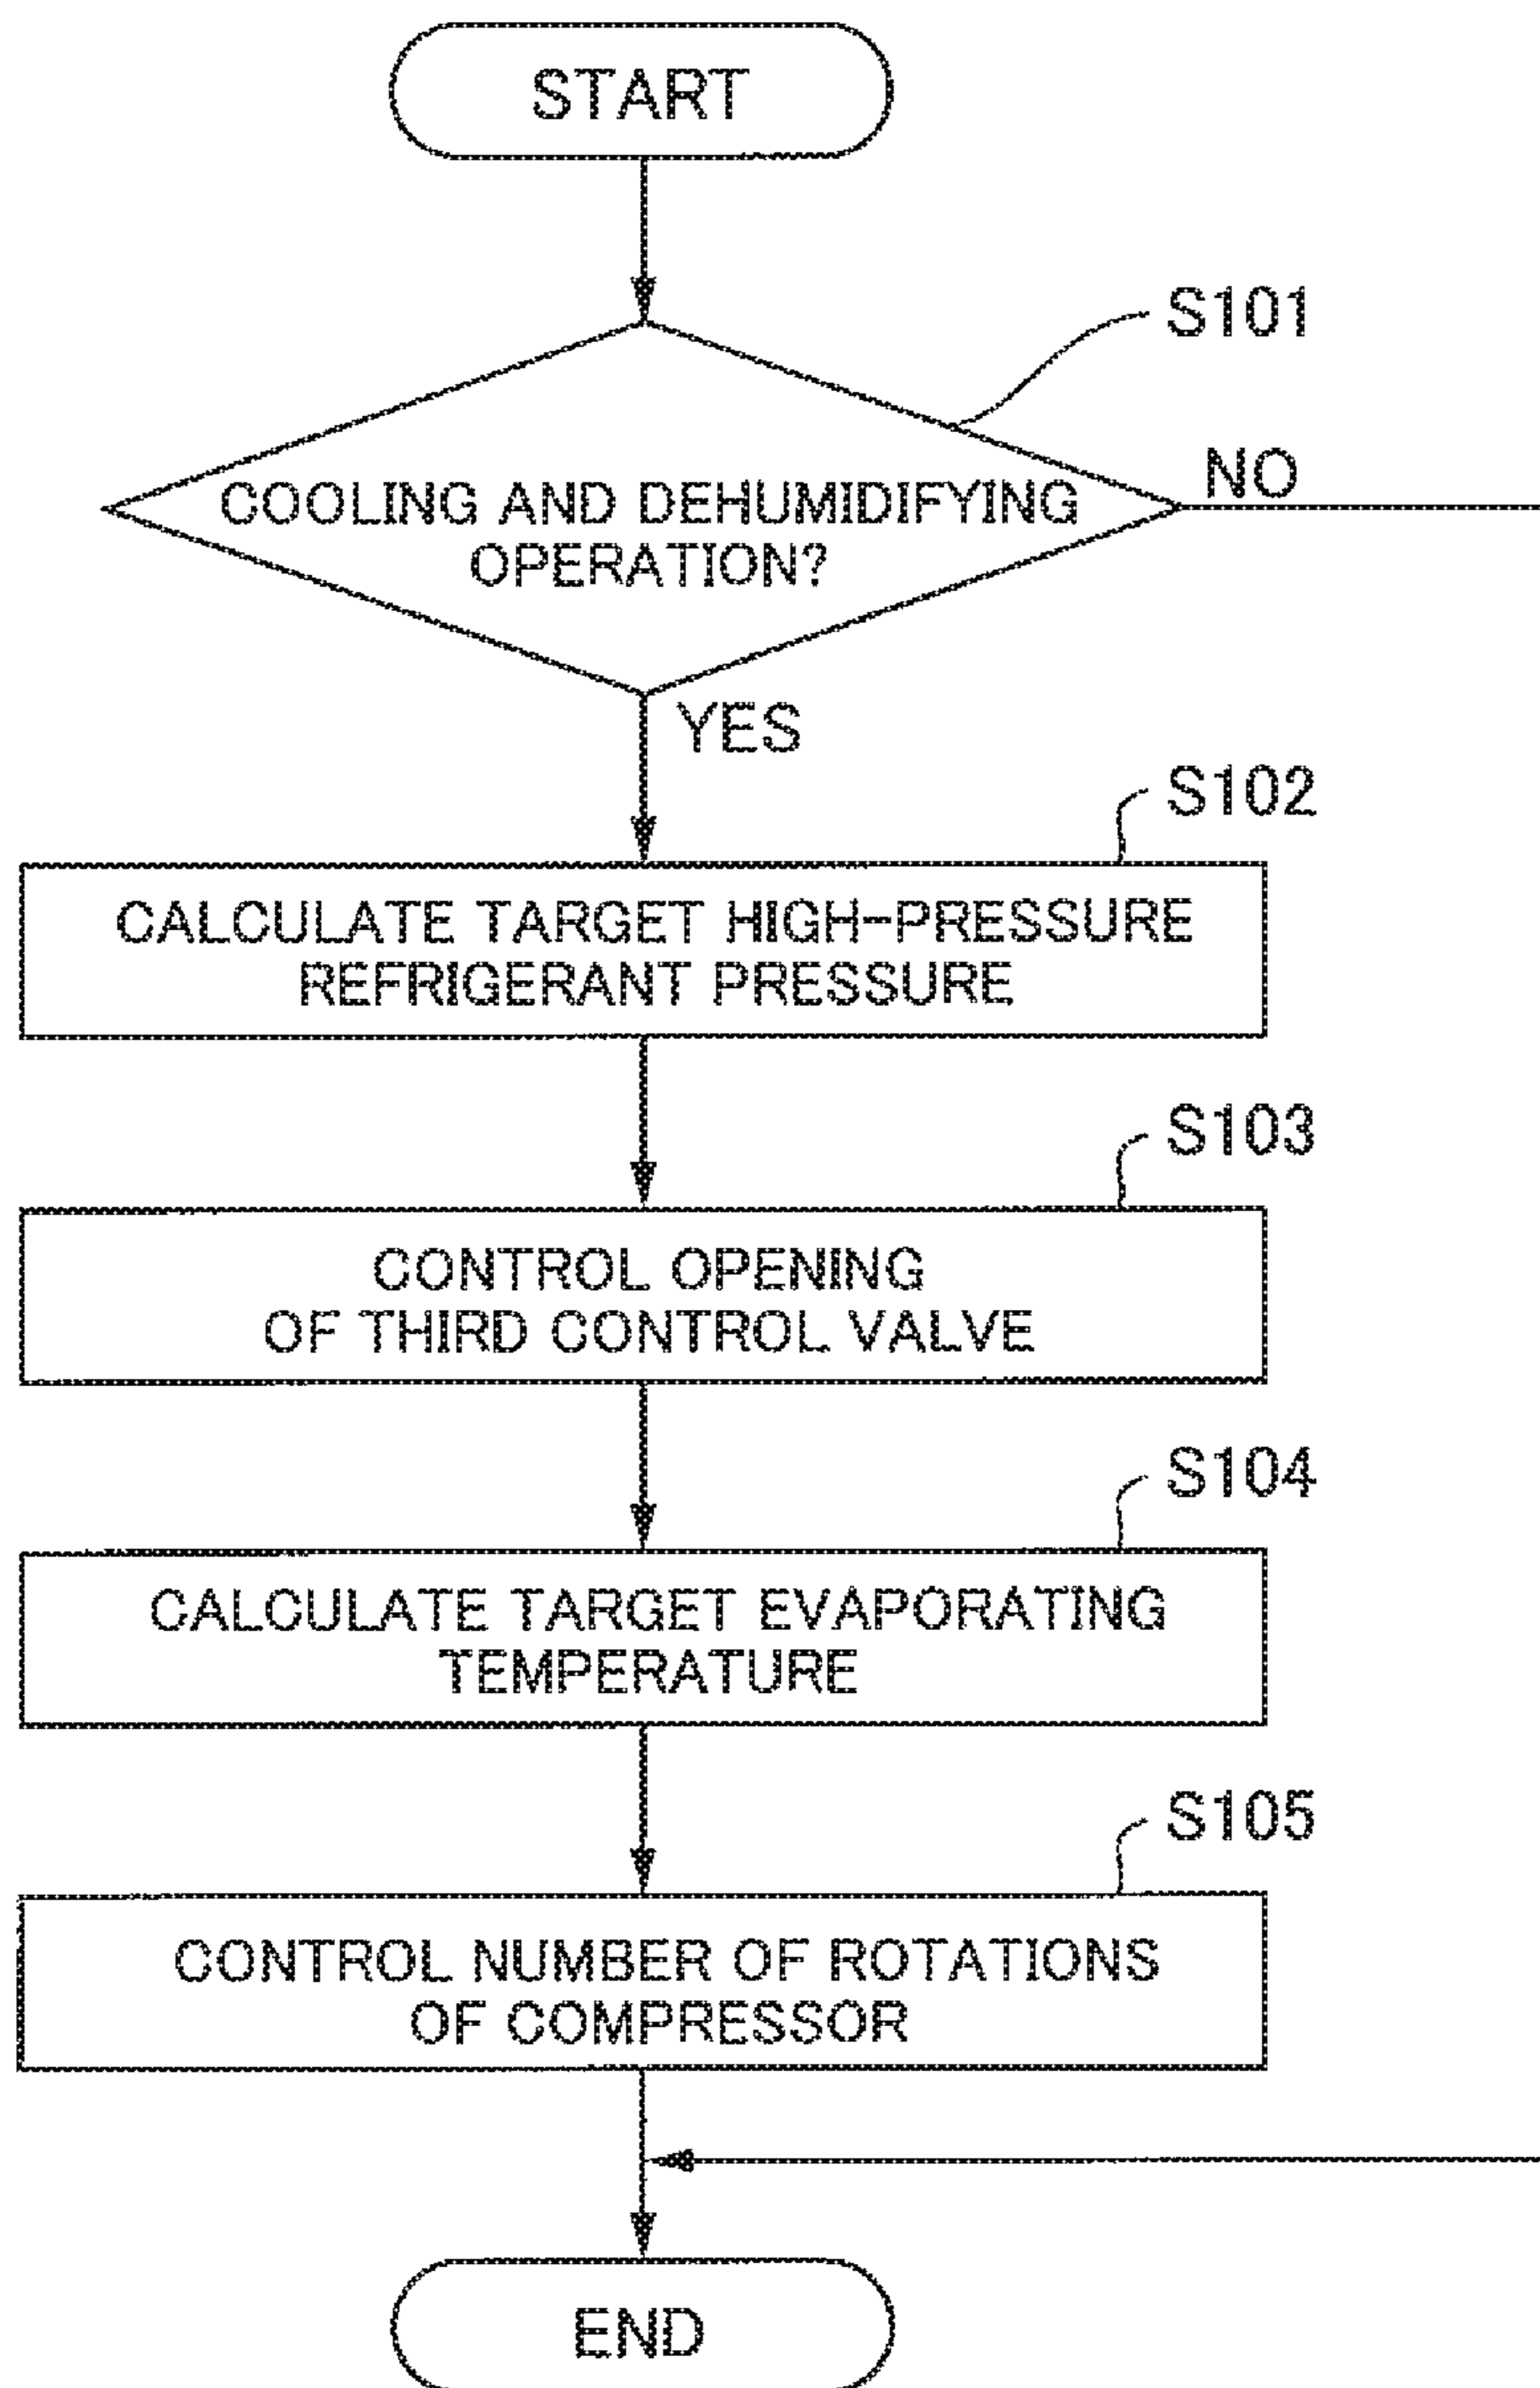 START
S101
COOLING AND DEHUMIDIFYING
OPERATION?
NO
YES
S102
CALCULATE TARGET HIGH-PRESSURE
REFRIGERANT PRESSURE
S103
CONTROL OPENING
OF THIRD CONTROL VALVE
S104
CALCULATE TARGET EVAPORATING
TEMPERATURE
S105
CONTROL NUMBER OF ROTATIONS
OF COMPRESSOR
END